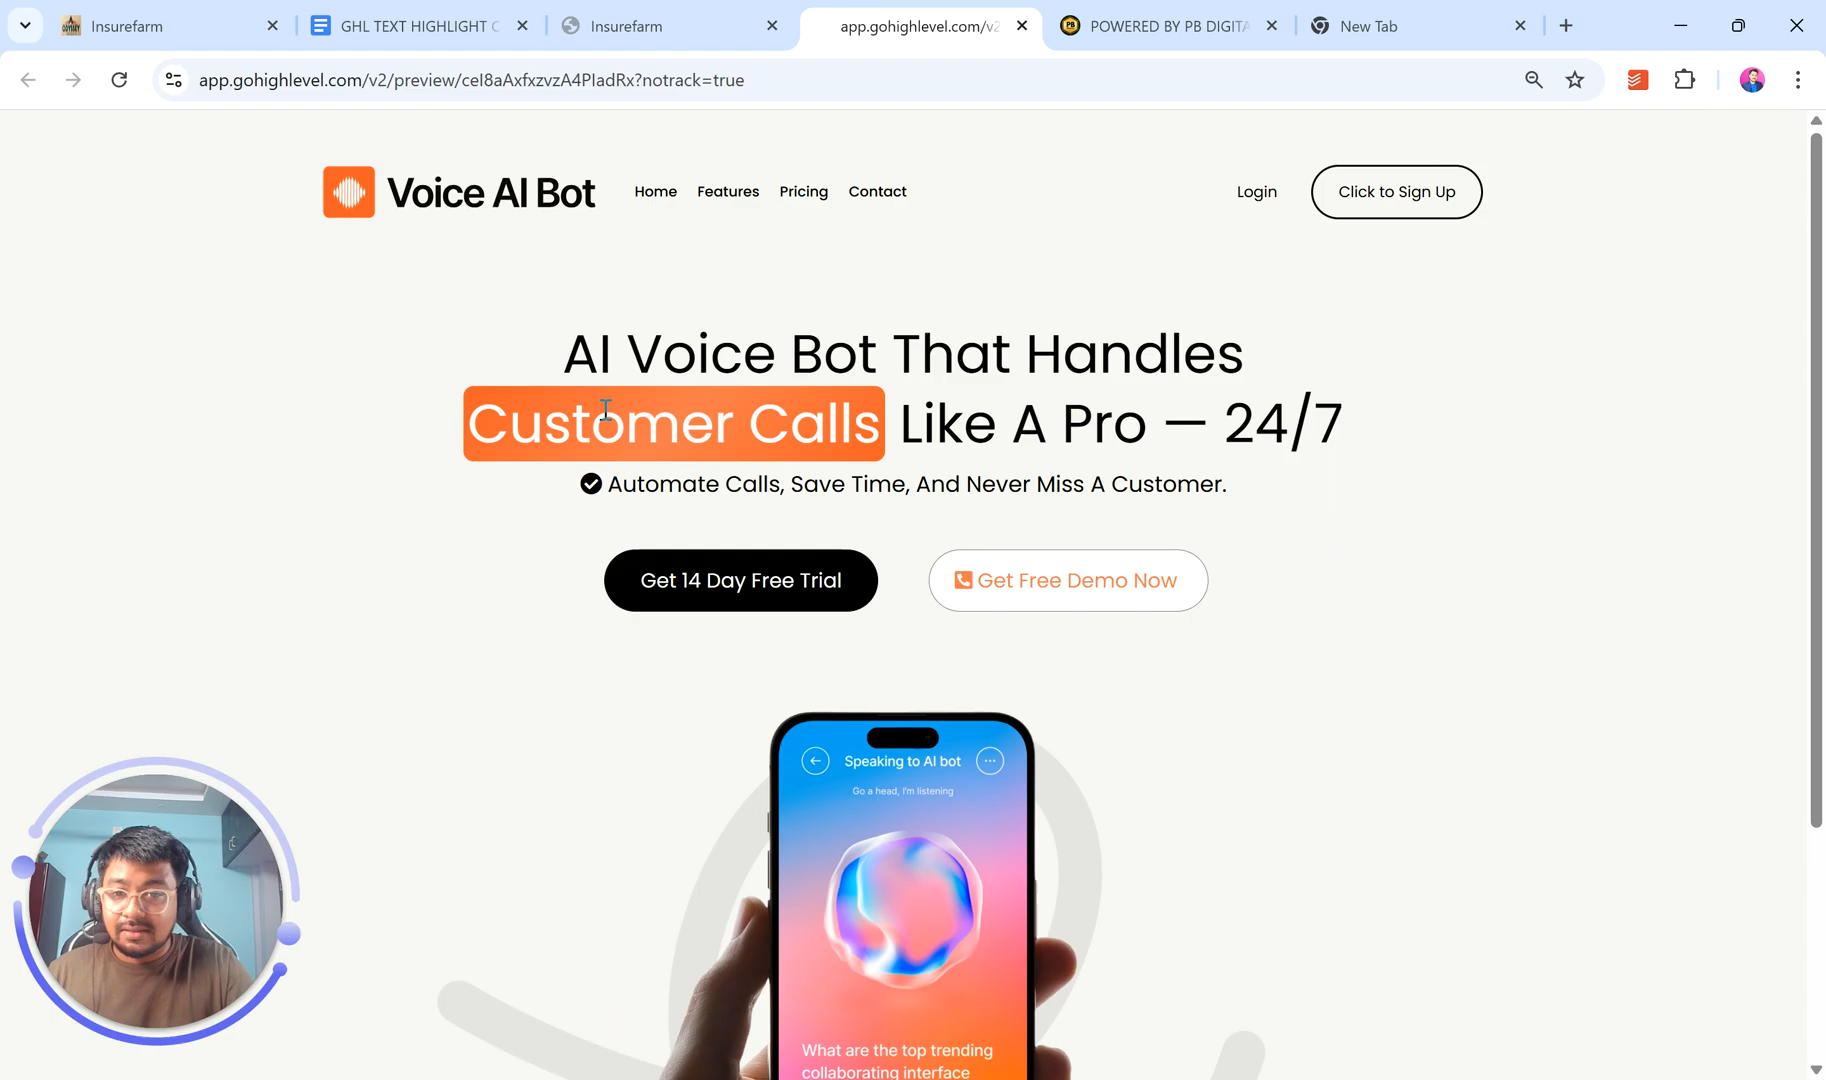 Insurefarm
GHL TEXT HIGHLIGHT C
Insurefarm
app.gohighlevel.com/v2
POWERED BY PB DIGITA
New Tab
app.gohighlevel.com/v2/preview/ceI8aAxfxzvzA4PIadRx?notrack=true
Voice AI Bot
Home
Features
Pricing
Contact
Login
Click to Sign Up
AI Voice Bot That Handles
Customer Calls Like A Pro — 24/7
Automate Calls, Save Time, And Never Miss A Customer.
Get 14 Day Free Trial
Get Free Demo Now
Speaking to AI bot
Go a head, I'm listening
What are the top trending
collaborating interface